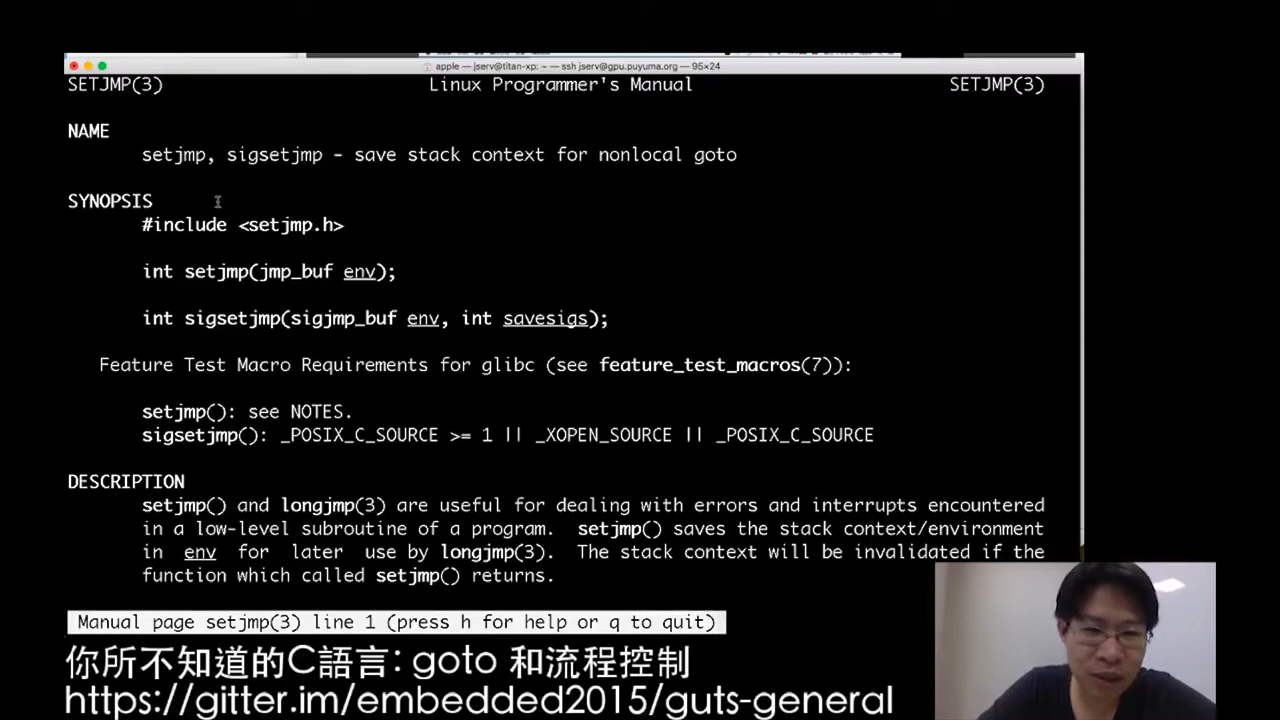 apple — jserv@titan-xp: ~ — ssh jserv@gpu.puyuma.org — 95×24
SETJMP(3) Linux Programmer's Manual SETJMP(3)
NAME
setjmp, sigsetjmp - save stack context for nonlocal goto
SYNOPSIS
#include <setjmp.h>
int setjmp(jmp_buf env);
int sigsetjmp(sigjmp_buf env, int savesigs);
Feature Test Macro Requirements for glibc (see feature_test_macros(7)):
setjmp(): see NOTES.
sigsetjmp(): _POSIX_C_SOURCE >= 1 || _XOPEN_SOURCE || _POSIX_C_SOURCE
DESCRIPTION
setjmp() and longjmp(3) are useful for dealing with errors and interrupts encountered
in a low-level subroutine of a program. setjmp() saves the stack context/environment
in env for later use by longjmp(3). The stack context will be invalidated if the
function which called setjmp() returns.
Manual page setjmp(3) line 1 (press h for help or q to quit)
你所不知道的C語言: goto 和流程控制
https://gitter.im/embedded2015/guts-general